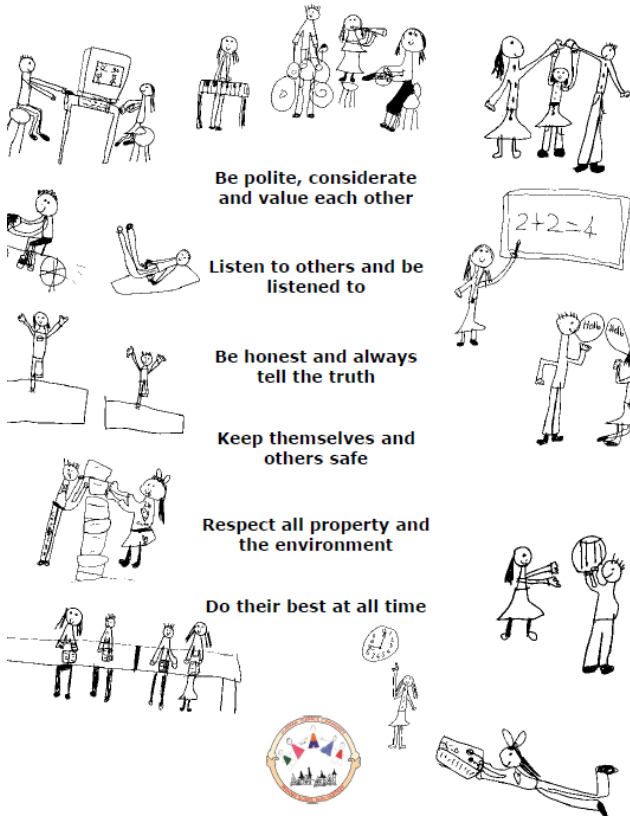 Be polite, considerate
and value each other
2+2=4
Listen to others and be
listened to
Hello
Hello
Be honest and always
tell the truth
Keep themselves and
others safe
Respect all property and
the environment
Do their best at all time